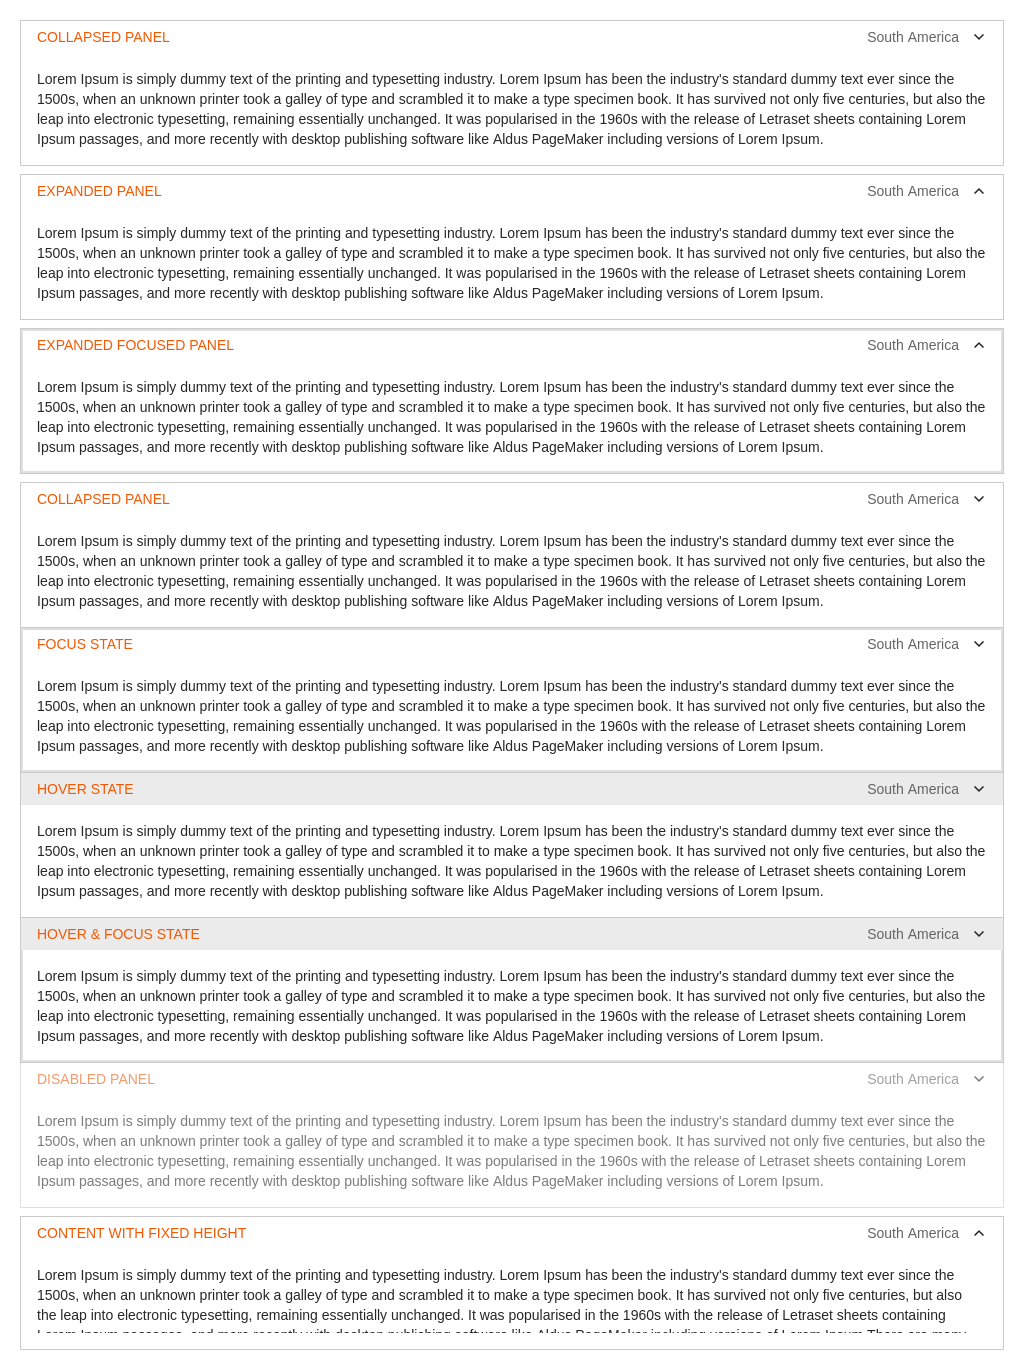 COLLAPSED PANEL South America
Lorem Ipsum is simply dummy text of the printing and typesetting industry. Lorem Ipsum has been the industry's standard dummy text ever since the
1500s, when an unknown printer took a galley of type and scrambled it to make a type specimen book. It has survived not only five centuries, but also the
leap into electronic typesetting, remaining essentially unchanged. It was popularised in the 1960s with the release of Letraset sheets containing Lorem
Ipsum passages, and more recently with desktop publishing software like Aldus PageMaker including versions of Lorem Ipsum.
EXPANDED PANEL South America
Lorem Ipsum is simply dummy text of the printing and typesetting industry. Lorem Ipsum has been the industry's standard dummy text ever since the
1500s, when an unknown printer took a galley of type and scrambled it to make a type specimen book. It has survived not only five centuries, but also the
leap into electronic typesetting, remaining essentially unchanged. It was popularised in the 1960s with the release of Letraset sheets containing Lorem
Ipsum passages, and more recently with desktop publishing software like Aldus PageMaker including versions of Lorem Ipsum.
EXPANDED FOCUSED PANEL South America
Lorem Ipsum is simply dummy text of the printing and typesetting industry. Lorem Ipsum has been the industry's standard dummy text ever since the
1500s, when an unknown printer took a galley of type and scrambled it to make a type specimen book. It has survived not only five centuries, but also the
leap into electronic typesetting, remaining essentially unchanged. It was popularised in the 1960s with the release of Letraset sheets containing Lorem
Ipsum passages, and more recently with desktop publishing software like Aldus PageMaker including versions of Lorem Ipsum.
COLLAPSED PANEL South America
Lorem Ipsum is simply dummy text of the printing and typesetting industry. Lorem Ipsum has been the industry's standard dummy text ever since the
1500s, when an unknown printer took a galley of type and scrambled it to make a type specimen book. It has survived not only five centuries, but also the
leap into electronic typesetting, remaining essentially unchanged. It was popularised in the 1960s with the release of Letraset sheets containing Lorem
Ipsum passages, and more recently with desktop publishing software like Aldus PageMaker including versions of Lorem Ipsum.
FOCUS STATE South America
Lorem Ipsum is simply dummy text of the printing and typesetting industry. Lorem Ipsum has been the industry's standard dummy text ever since the
1500s, when an unknown printer took a galley of type and scrambled it to make a type specimen book. It has survived not only five centuries, but also the
leap into electronic typesetting, remaining essentially unchanged. It was popularised in the 1960s with the release of Letraset sheets containing Lorem
Ipsum passages, and more recently with desktop publishing software like Aldus PageMaker including versions of Lorem Ipsum.
HOVER STATE South America
Lorem Ipsum is simply dummy text of the printing and typesetting industry. Lorem Ipsum has been the industry's standard dummy text ever since the
1500s, when an unknown printer took a galley of type and scrambled it to make a type specimen book. It has survived not only five centuries, but also the
leap into electronic typesetting, remaining essentially unchanged. It was popularised in the 1960s with the release of Letraset sheets containing Lorem
Ipsum passages, and more recently with desktop publishing software like Aldus PageMaker including versions of Lorem Ipsum.
HOVER & FOCUS STATE South America
Lorem Ipsum is simply dummy text of the printing and typesetting industry. Lorem Ipsum has been the industry's standard dummy text ever since the
1500s, when an unknown printer took a galley of type and scrambled it to make a type specimen book. It has survived not only five centuries, but also the
leap into electronic typesetting, remaining essentially unchanged. It was popularised in the 1960s with the release of Letraset sheets containing Lorem
Ipsum passages, and more recently with desktop publishing software like Aldus PageMaker including versions of Lorem Ipsum.
DISABLED PANEL South America
Lorem Ipsum is simply dummy text of the printing and typesetting industry. Lorem Ipsum has been the industry's standard dummy text ever since the
1500s, when an unknown printer took a galley of type and scrambled it to make a type specimen book. It has survived not only five centuries, but also the
leap into electronic typesetting, remaining essentially unchanged. It was popularised in the 1960s with the release of Letraset sheets containing Lorem
Ipsum passages, and more recently with desktop publishing software like Aldus PageMaker including versions of Lorem Ipsum.
CONTENT WITH FIXED HEIGHT South America
Lorem Ipsum is simply dummy text of the printing and typesetting industry. Lorem Ipsum has been the industry's standard dummy text ever since the
1500s, when an unknown printer took a galley of type and scrambled it to make a type specimen book. It has survived not only five centuries, but also
the leap into electronic typesetting, remaining essentially unchanged. It was popularised in the 1960s with the release of Letraset sheets containing
Lorem Ipsum passages, and more recently with desktop publishing software like Aldus PageMaker including versions of Lorem Ipsum.There are many